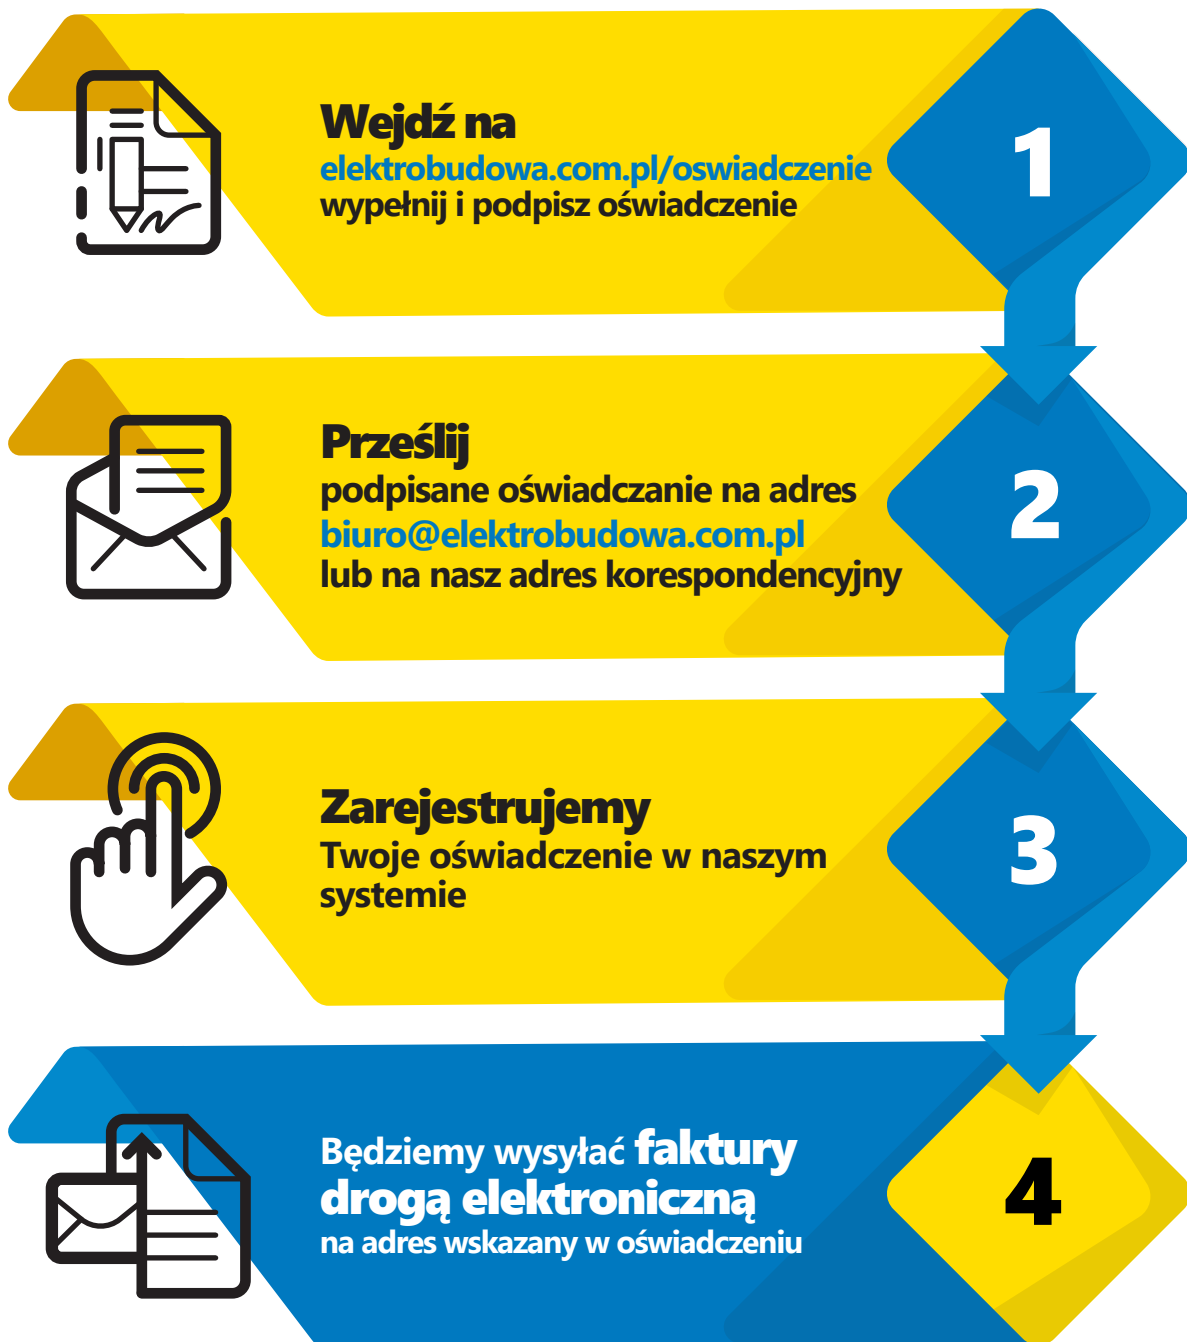 Wejdź na
elektrobudowa.com.pl/oswiadczenie
wypełnij i podpisz oświadczenie
1
Prześlij
podpisane oświadczanie na adres
biuro@elektrobudowa.com.pl
lub na nasz adres korespondencyjny
2
Zarejestrujemy
Twoje oświadczenie w naszym
systemie
3
Będziemy wysyłać faktury
drogą elektroniczną
na adres wskazany w oświadczeniu
4